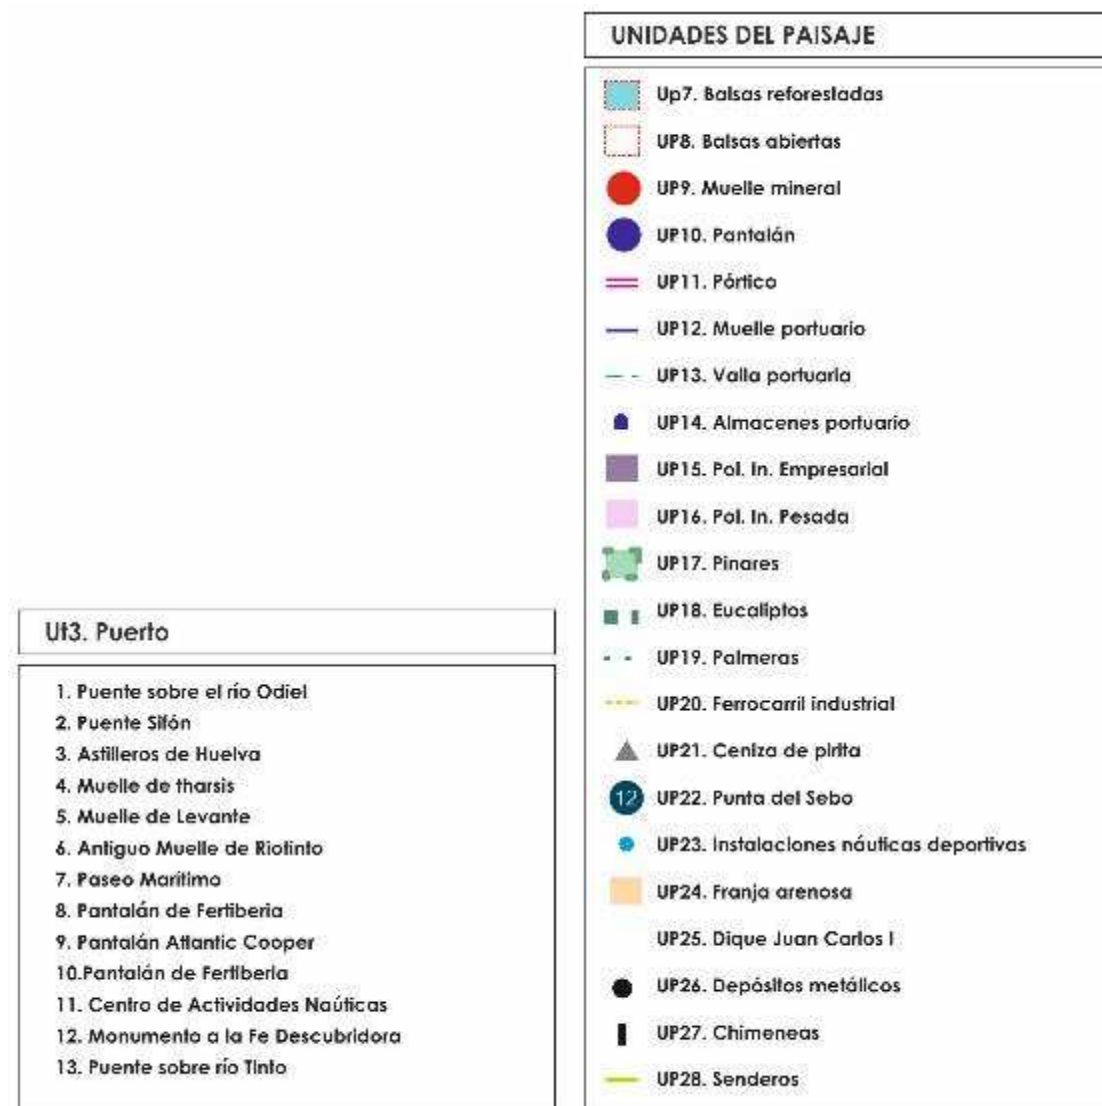 UNIDADES DEL PAISAJE
Up7. Balsas reforestadas
UP8. Balsas abiertas
UP9. Muelle mineral
UP10. Pantalán
UP11. Pórtico
UP12. Muelle portuario
UP13. Valla portuaria
UP14. Almacenes portuario
UP15. Pol. In. Empresarial
UP16. Pol. In. Pesada
UP17. Pinares
UP18. Eucaliptos
UP19. Palmeras
UP20. Ferrocarril industrial
UP21. Ceniza de pirita
12 UP22. Punta del Sebo
UP23. Instalaciones náuticas deportivas
UP24. Franja arenosa
UP25. Dique Juan Carlos I
UP26. Depósitos metálicos
UP27. Chimeneas
UP28. Senderos
Ut3. Puerto
1. Puente sobre el río Odiel
2. Puente Sifón
3. Astilleros de Huelva
4. Muelle de tharsis
5. Muelle de Levante
6. Antiguo Muelle de Riotinto
7. Paseo Marítimo
8. Pantalán de Fertiberia
9. Pantalán Atlantic Cooper
10.Pantalán de Fertiberia
11. Centro de Actividades Naúticas
12. Monumento a la Fe Descubridora
13. Puente sobre río Tinto